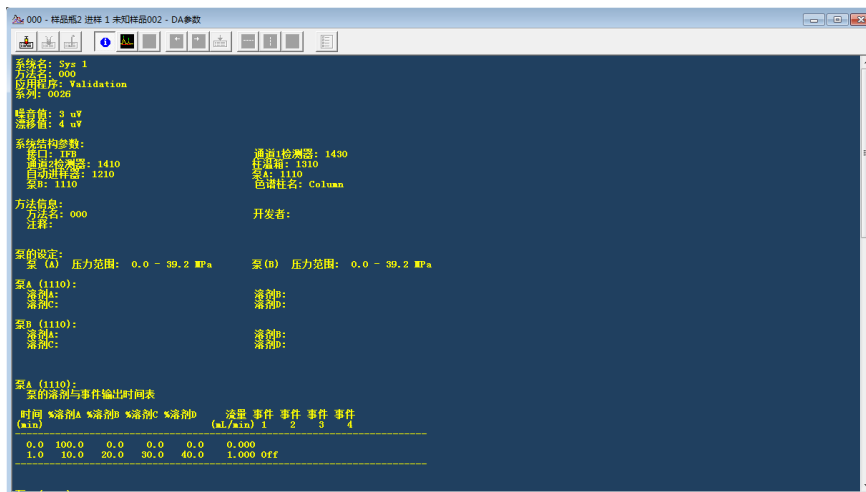 000 - 样品瓶2 进样 1 未知样品002 - DA参数
系统名: Sys 1
方法名: 000
应用程序: Validation
系列: 0026
噪音值: 3 uV
漂移值: 4 uV
系统结构参数:
接口: IFB 通道1检测器: 1430
通道2检测器: 1410 柱温箱: 1310
自动进样器: 1210 泵A: 1110
泵B: 1110 色谱柱名: Column
方法信息:
方法名: 000 开发者:
注释:
泵的设定:
泵 (A) 压力范围: 0.0 - 39.2 MPa 泵(B) 压力范围: 0.0 - 39.2 MPa
泵A (1110):
溶剂A: 溶剂B:
溶剂C: 溶剂D:
泵B (1110):
溶剂A: 溶剂B:
溶剂C: 溶剂D:
泵A (1110):
泵的溶剂与事件输出时间表
时间 %溶剂A %溶剂B %溶剂C %溶剂D 流量 事件 事件 事件 事件
(min) (mL/min) 1 2 3 4
0.0 100.0 0.0 0.0 0.0 0.000
1.0 10.0 20.0 30.0 40.0 1.000 Off